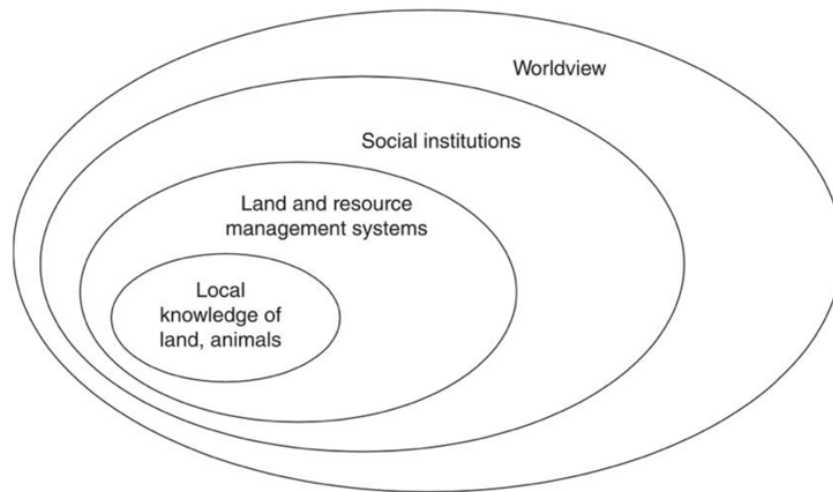 Worldview
Social institutions
Land and resource
management systems
Local
knowledge of
land, animals